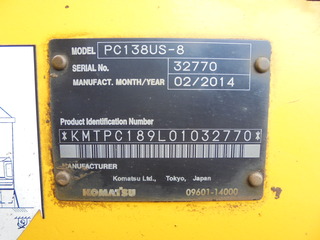 MODEL PC138US-8
SERIAL No. 32770
MANUFACT. MONTH/YEAR 02/2014
Product Identification Number
*KMTPC189L01032770*
MANUFACTURER
Komatsu Ltd., Tokyo, Japan
KOMATSU 09601-14000